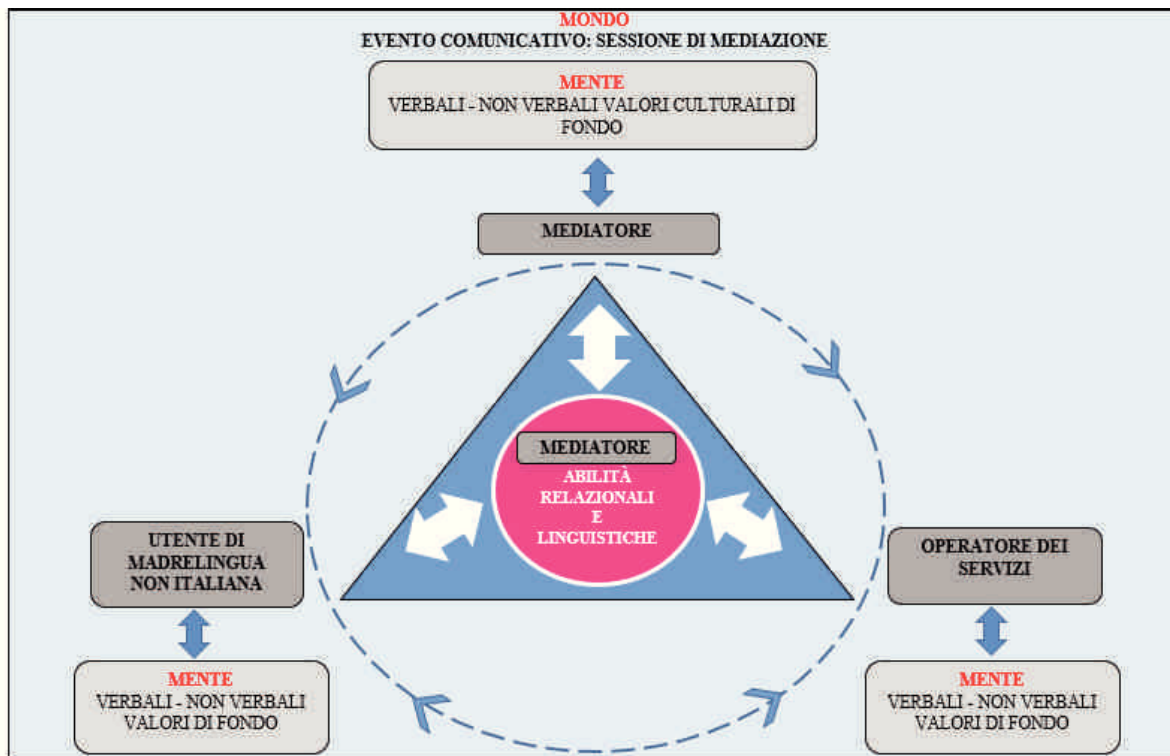 MONDO
EVENTO COMUNICATIVO: SESSIONE DI MEDIAZIONE
MENTE
VERBALI - NON VERBALI VALORI CULTURALI DI
FONDO
MEDIATORE
MEDIATORE
ABILITÀ
RELAZIONALI
E
LINGUISTICHE
UTENTE DI
MADRELINGUA
NON ITALIANA
OPERATORE DEI
SERVIZI
MENTE
VERBALI - NON VERBALI
VALORI DI FONDO
MENTE
VERBALI - NON VERBALI
VALORI DI FONDO